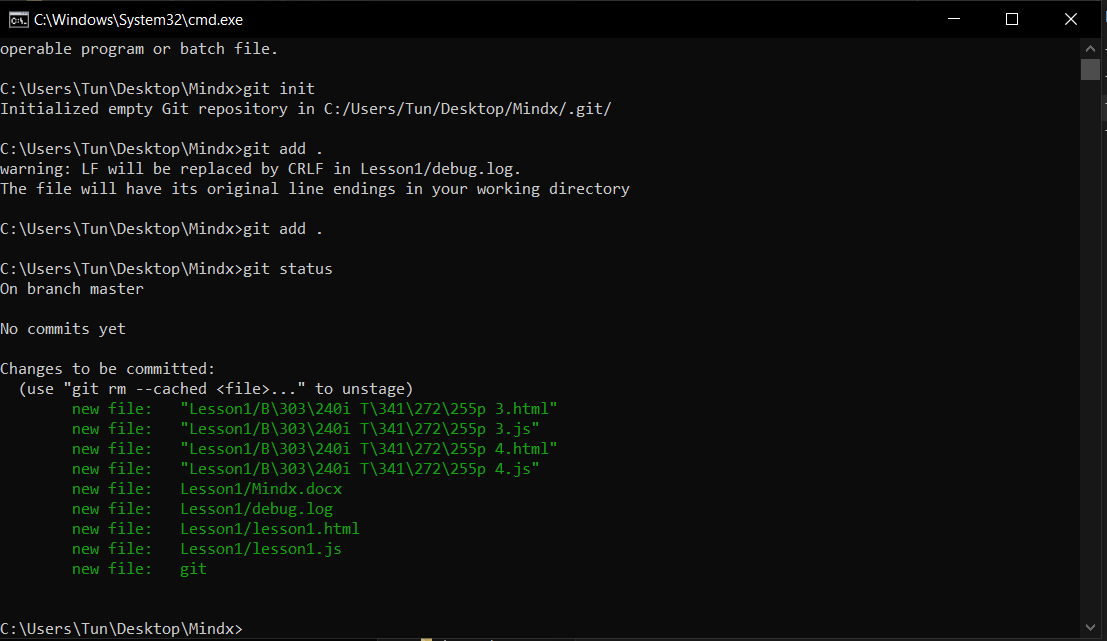 C:\Windows\System32\cmd.exe
operable program or batch file.
C:\Users\Tun\Desktop\Mindx>git init
Initialized empty Git repository in C:/Users/Tun/Desktop/Mindx/.git/
C:\Users\Tun\Desktop\Mindx>git add .
warning: LF will be replaced by CRLF in Lesson1/debug.log.
The file will have its original line endings in your working directory
C:\Users\Tun\Desktop\Mindx>git add .
C:\Users\Tun\Desktop\Mindx>git status
On branch master
No commits yet
Changes to be committed:
  (use "git rm --cached <file>..." to unstage)
        new file:   "Lesson1/B\303\240i T\341\272\255p 3.html"
        new file:   "Lesson1/B\303\240i T\341\272\255p 3.js"
        new file:   "Lesson1/B\303\240i T\341\272\255p 4.html"
        new file:   "Lesson1/B\303\240i T\341\272\255p 4.js"
        new file:   Lesson1/Mindx.docx
        new file:   Lesson1/debug.log
        new file:   Lesson1/lesson1.html
        new file:   Lesson1/lesson1.js
        new file:   git
C:\Users\Tun\Desktop\Mindx>